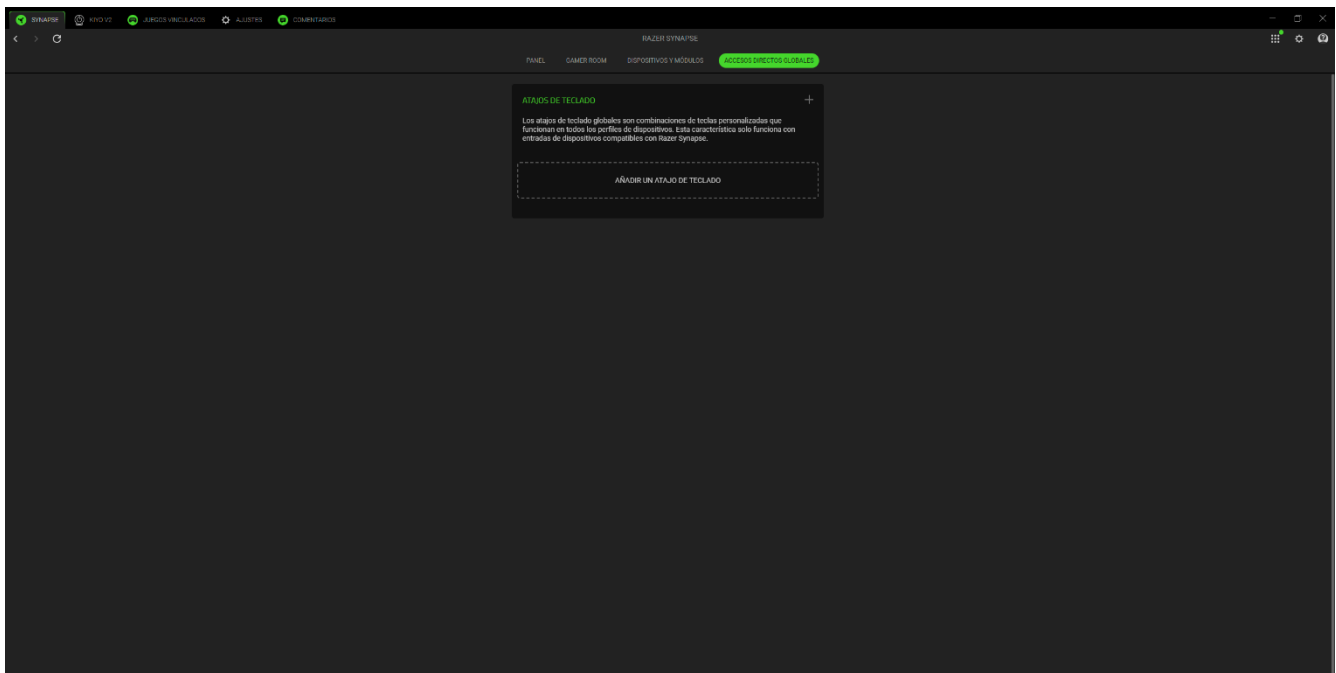 SYNAPSE KIYO V2 JUEGOS VINCULADOS AJUSTES COMENTARIOS
RAZER SYNAPSE
PANEL GAMER ROOM DISPOSITIVOS Y MÓDULOS ACCESOS DIRECTOS GLOBALES
ATAJOS DE TECLADO
Los atajos de teclado globales son combinaciones de teclas personalizadas que
funcionan en todos los perfiles de dispositivos. Esta característica solo funciona con
entradas de dispositivos compatibles con Razer Synapse.
AÑADIR UN ATAJO DE TECLADO